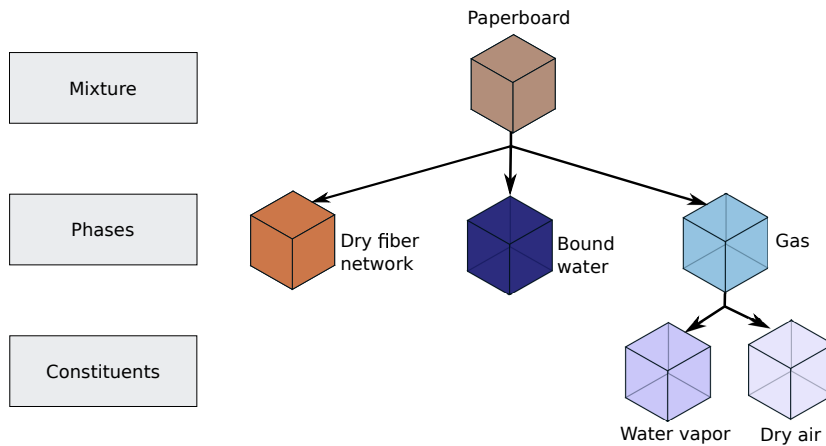 Paperboard
Mixture
Phases
Dry fiber
network
Bound
water
Gas
Constituents
Water vapor
Dry air